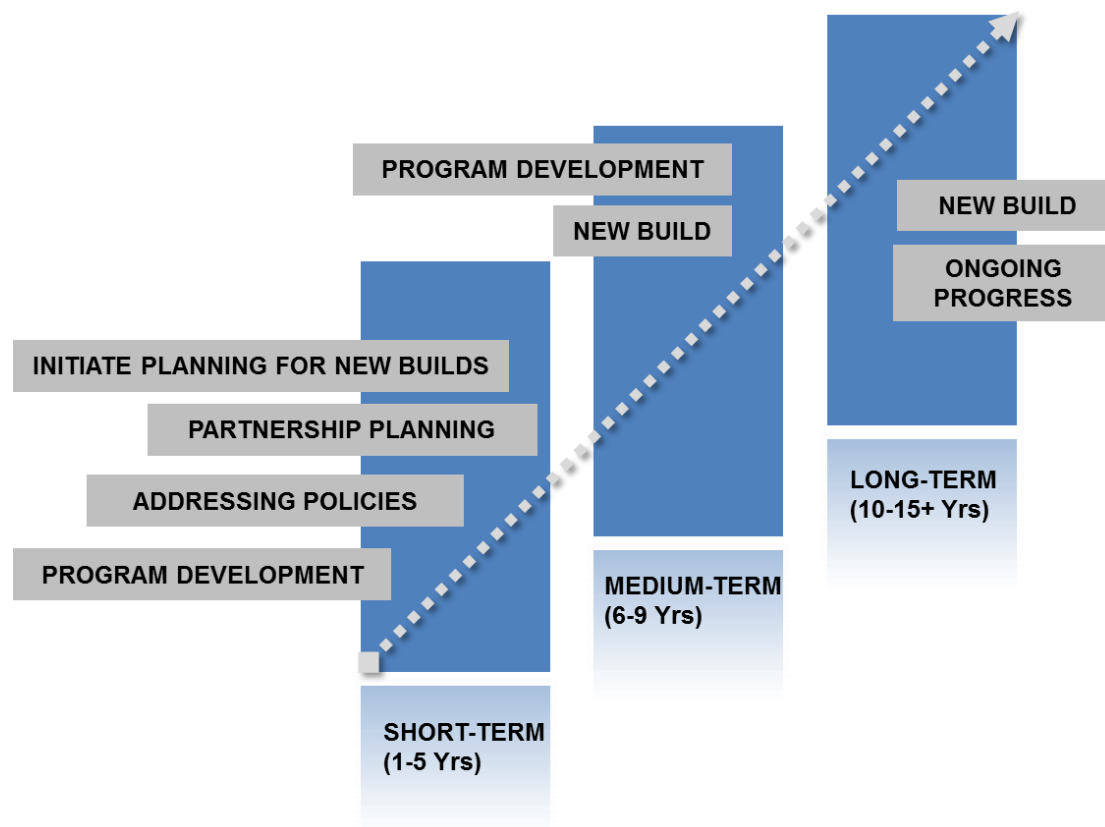 PROGRAM DEVELOPMENT
NEW BUILD
NEW BUILD
ONGOING
PROGRESS
INITIATE PLANNING FOR NEW BUILDS
PARTNERSHIP PLANNING
ADDRESSING POLICIES
PROGRAM DEVELOPMENT
LONG-TERM
(10-15+ Yrs)
MEDIUM-TERM
(6-9 Yrs)
SHORT-TERM
(1-5 Yrs)